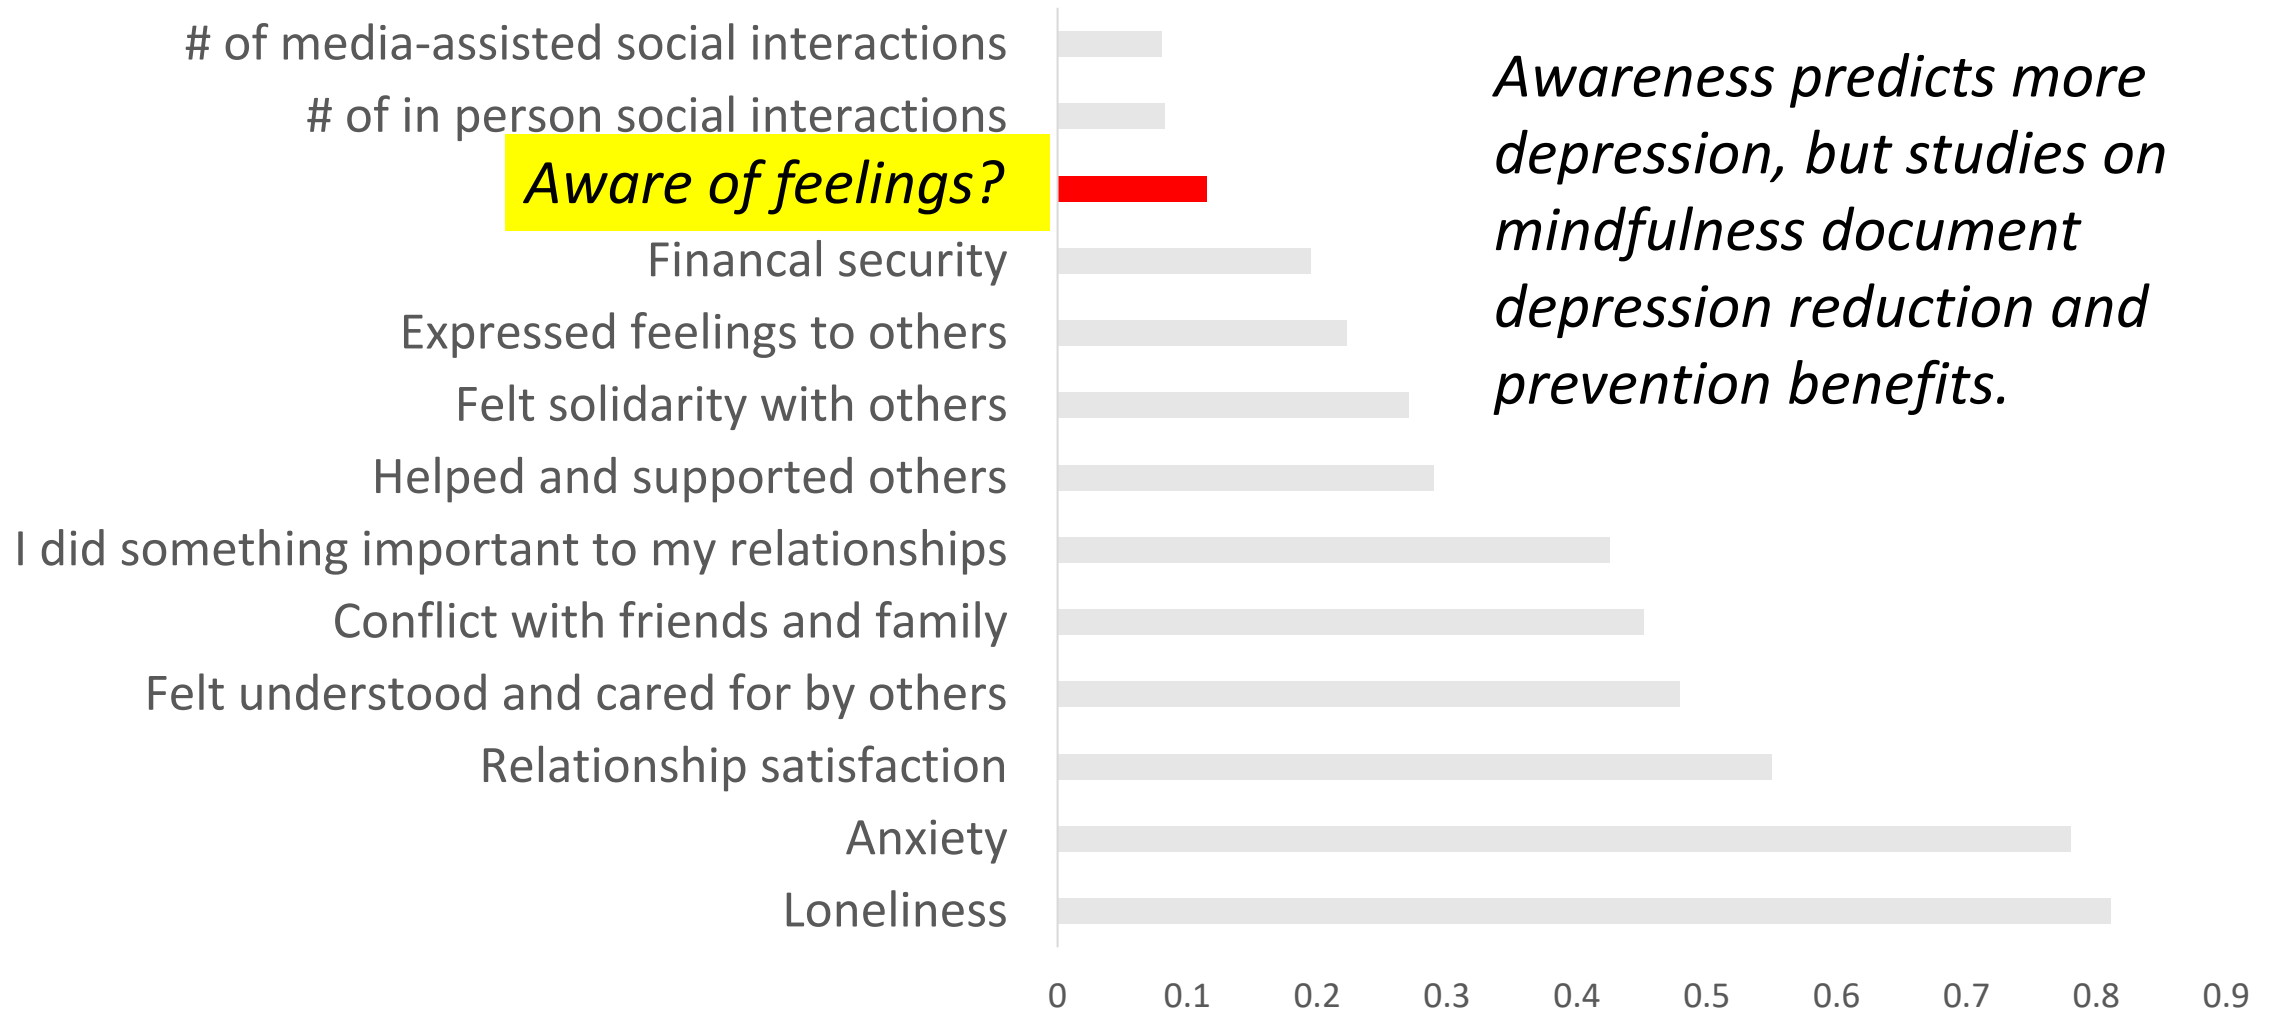 # of media-assisted social interactions
# of in person social interactions
Aware of feelings?
Financal security
Expressed feelings to others
Felt solidarity with others
Helped and supported others
I did something important to my relationships
Conflict with friends and family
Felt understood and cared for by others
Relationship satisfaction
Anxiety
Loneliness
0 0.1 0.2 0.3 0.4 0.5 0.6 0.7 0.8 0.9
Awareness predicts more
depression, but studies on
mindfulness document
depression reduction and
prevention benefits.